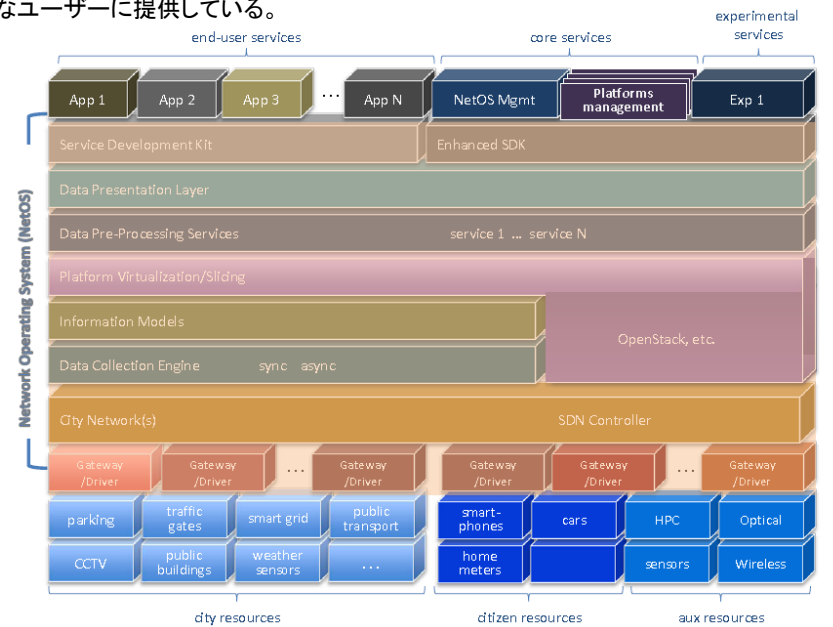 なユーザーに提供している。
experimental
services
end-user services
core services
App 1
App 2
App 3
...
App N
NetOS Mgmt
Platforms
management
Exp 1
Service Development Kit
Enhanced SDK
Data Presentation Layer
Data Pre-Processing Services
service 1 ... service N
Platform Virtualization/Slicing
Information Models
OpenStack, etc.
Data Collection Engine
sync async
City Network(s)
SDN Controller
Network Operating System (NetOS)
Gateway
/Driver
Gateway
/Driver
...
Gateway
/Driver
Gateway
/Driver
Gateway
/Driver
...
Gateway
/Driver
parking
traffic
gates
smart grid
public
transport
smart-
phones
cars
HPC
Optical
CCTV
public
buildings
weather
sensors
...
home
meters
sensors
Wireless
city resources
citizen resources
aux resources